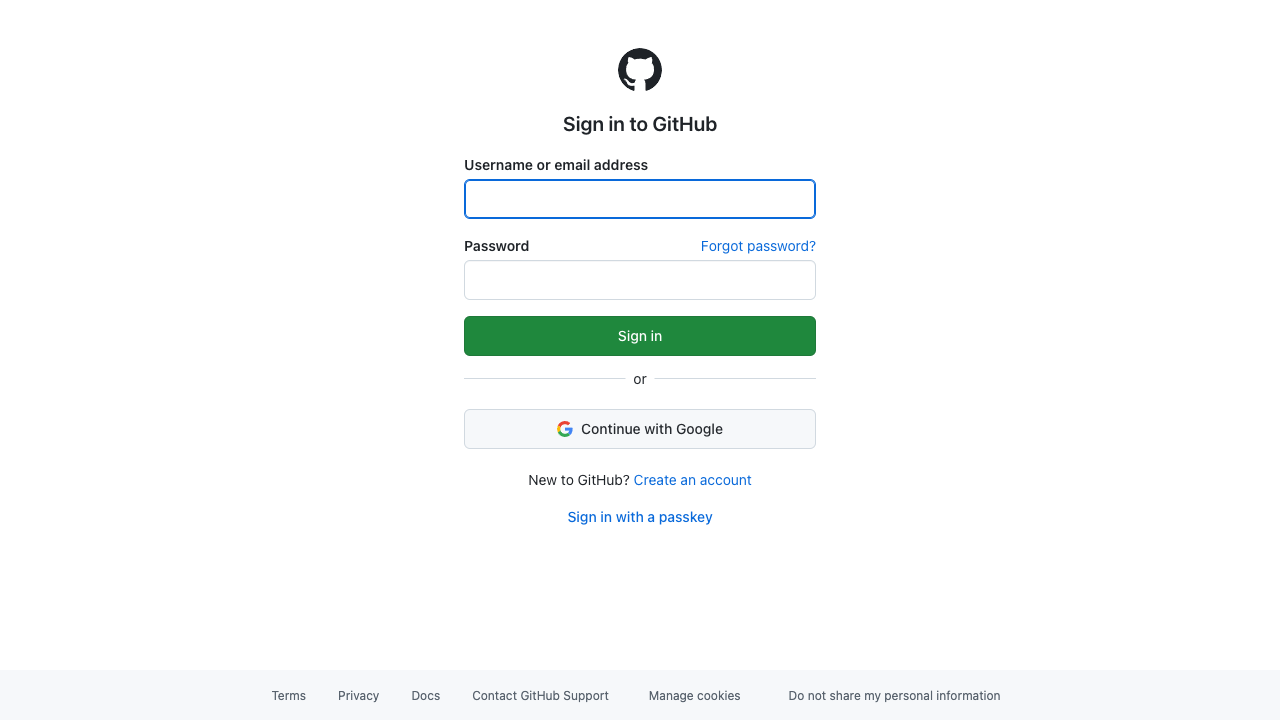 Sign in to GitHub
Username or email address
Password Forgot password?
Sign in
or
Continue with Google
New to GitHub? Create an account
Sign in with a passkey
Terms Privacy Docs Contact GitHub Support Manage cookies Do not share my personal information